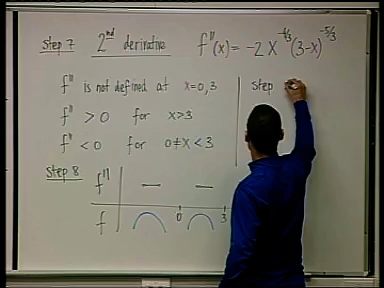 Step 7 2nd derivative f''(x) = -2 x^{-4/3} (3-x)^{-5/3}
f'' is not defined at x=0,3
f'' > 0 for x>3
f'' < 0 for 0≠x<3
Step 8
f'' — —
f 0 3
Step